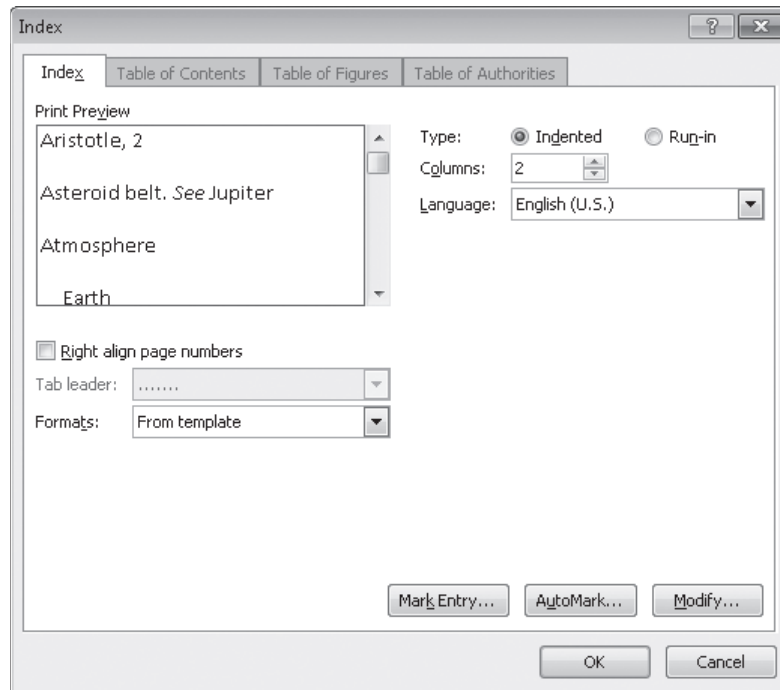 Index
Index Table of Contents Table of Figures Table of Authorities
Print Preview
Aristotle, 2
Asteroid belt. See Jupiter
Atmosphere
Earth
Type: Indented Run-in
Columns: 2
Language: English (U.S.)
Right align page numbers
Tab leader: .......
Formats: From template
Mark Entry... AutoMark... Modify...
OK Cancel